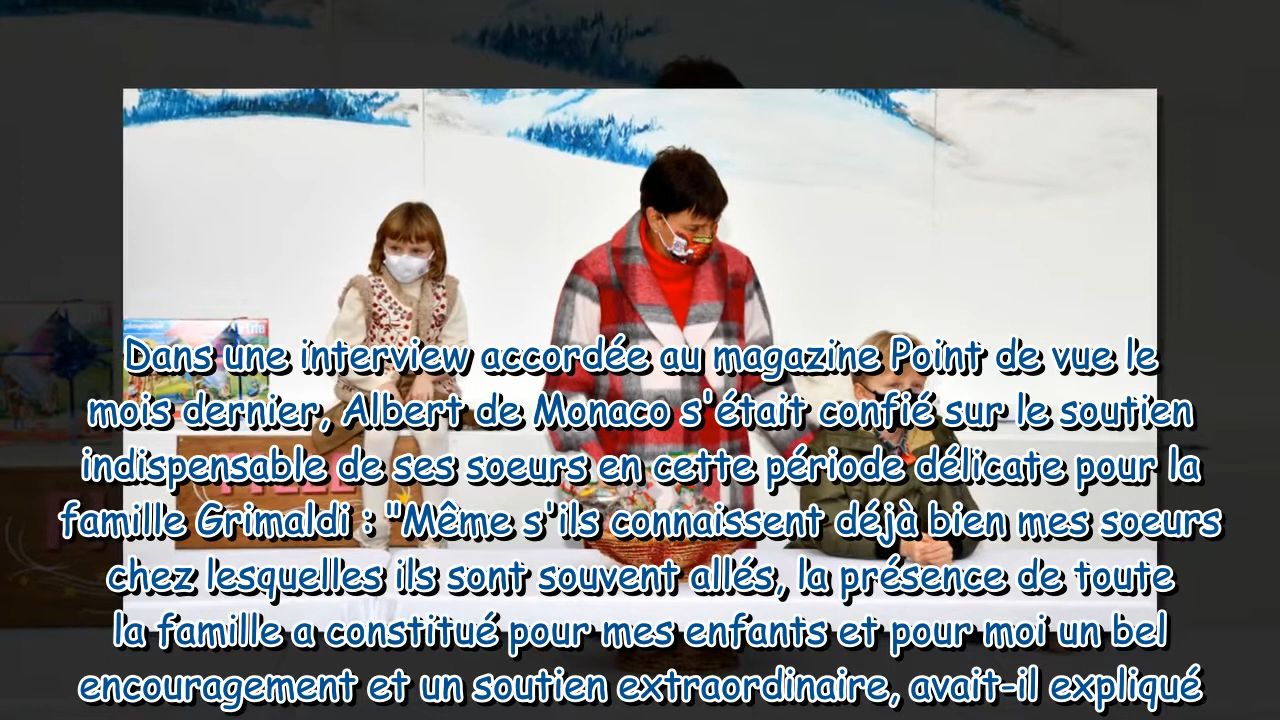 playmobil
Dans une interview accordée au magazine Point de vue le
mois dernier, Albert de Monaco s'était confié sur le soutien
indispensable de ses soeurs en cette période délicate pour la
famille Grimaldi : "Même s'ils connaissent déjà bien mes soeurs
chez lesquelles ils sont souvent allés, la présence de toute
la famille a constitué pour mes enfants et pour moi un bel
encouragement et un soutien extraordinaire, avait-il expliqué